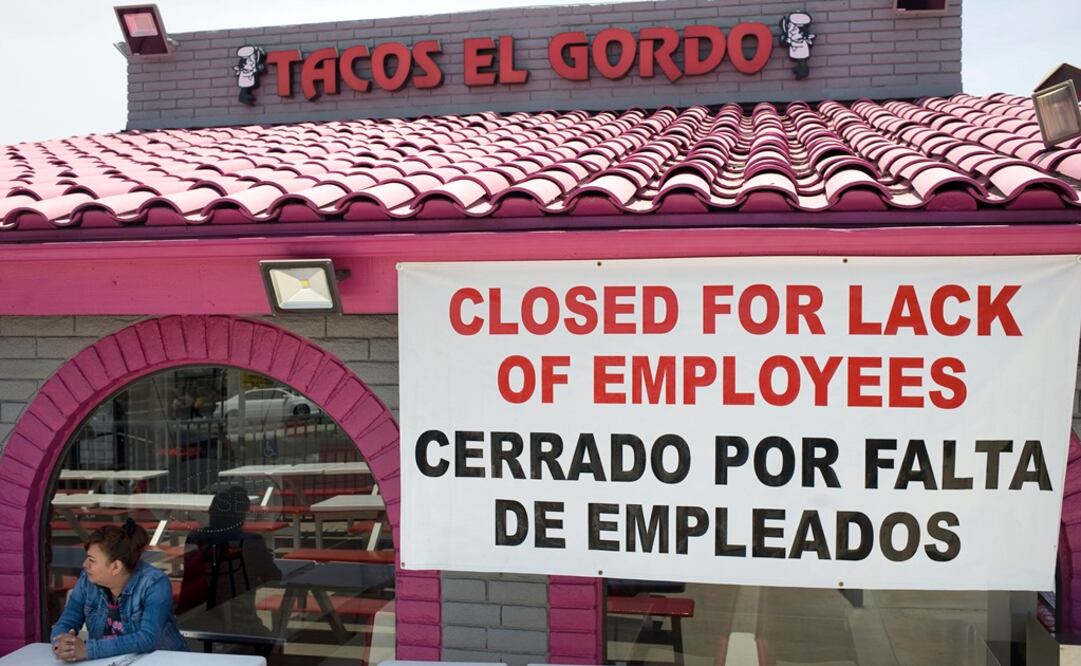 TACOS EL GORDO
CLOSED FOR LACK
OF EMPLOYEES
CERRADO POR FALTA
DE EMPLEADOS